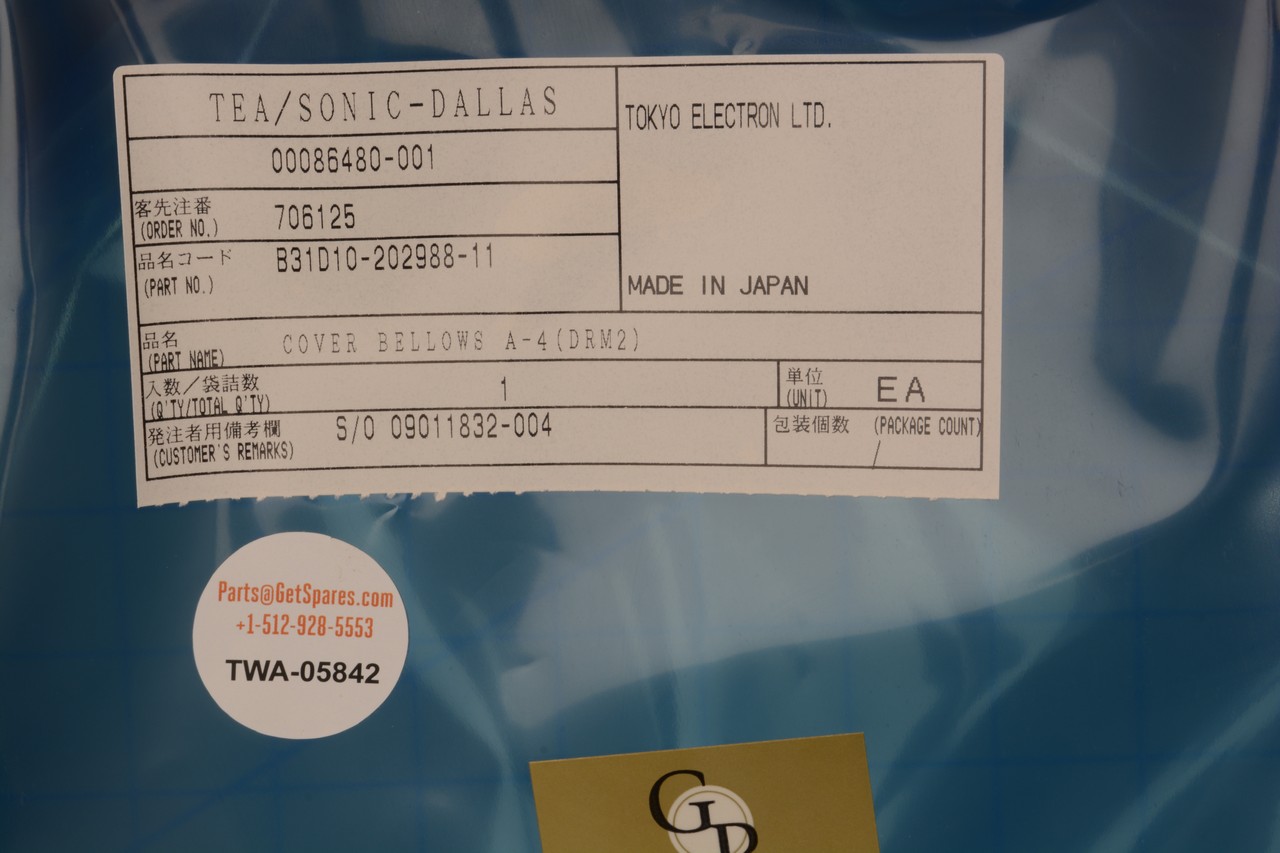 TEA/SONIC-DALLAS
TOKYO ELECTRON LTD.
00086480-001
客先注番
(ORDER NO.)
706125
品名コード
(PART NO.)
B31D10-202988-11
MADE IN JAPAN
品名
(PART NAME)
COVER BELLOWS A-4(DRM2)
入数/袋詰数
(Q'TY/TOTAL Q'TY)
1
単位
(UNIT)
EA
発注者用備考欄
(CUSTOMER'S REMARKS)
S/O 09011832-004
包装個数 (PACKAGE COUNT)
/
Parts@GetSpares.com
+1-512-928-5553
TWA-05842
GP